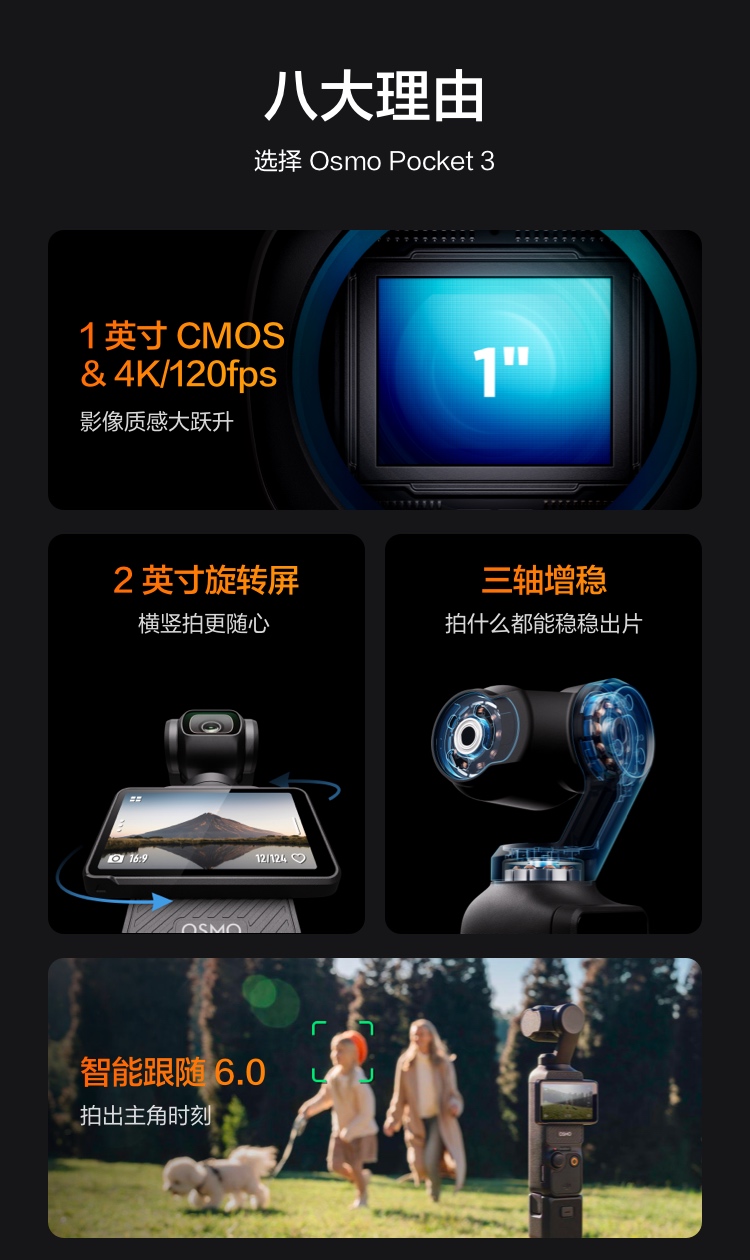 八大理由
选择 Osmo Pocket 3
1 英寸 CMOS
& 4K/120fps
影像质感大跃升
1"
2 英寸旋转屏
横竖拍更随心
16:9
12/124
OSMO
三轴增稳
拍什么都能稳稳出片
智能跟随 6.0
拍出主角时刻
OSMO